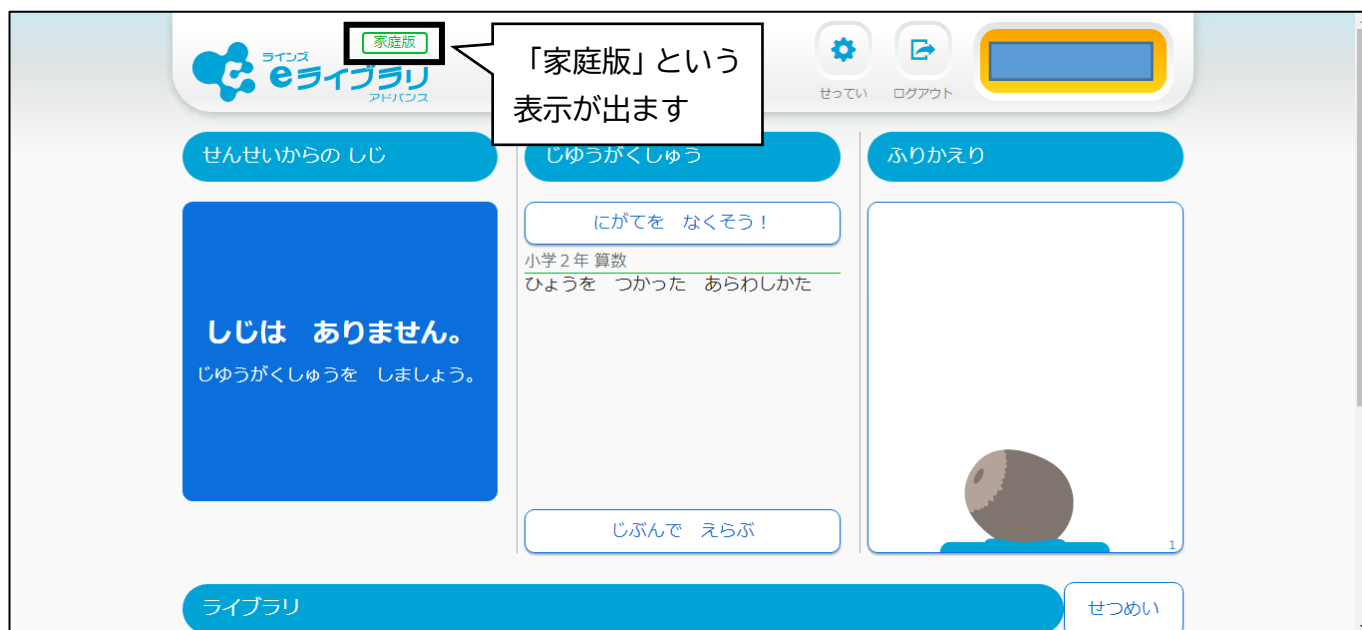 家庭版
ラインズ
eライブラリ
アドバンス
「家庭版」という
表示が出ます
せってい
ログアウト
せんせいからの しじ
じゆうがくしゅう
ふりかえり
しじは　ありません。
じゆうがくしゅうを　しましょう。
にがてを　なくそう！
小学２年 算数
ひょうを　つかった　あらわしかた
じぶんで　えらぶ
1
ライブラリ
せつめい